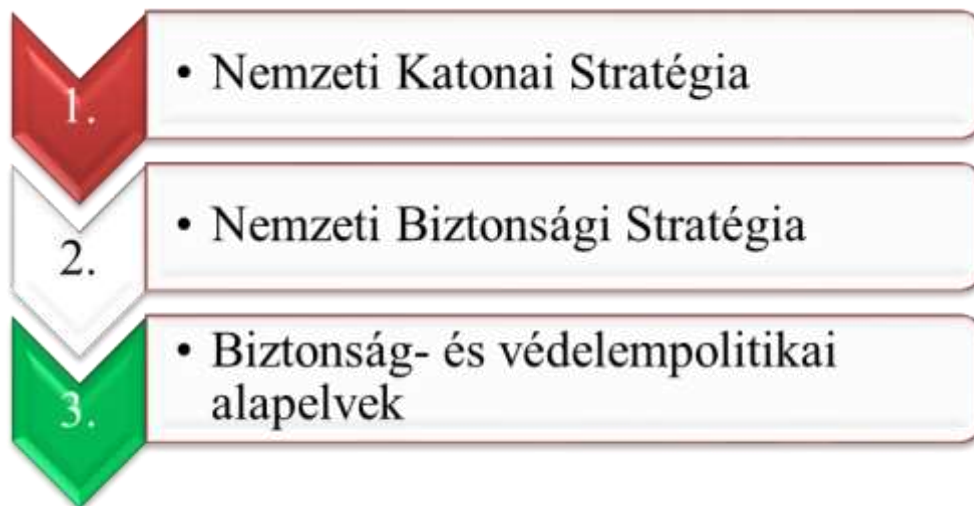 1.
• Nemzeti Katonai Stratégia
2.
• Nemzeti Biztonsági Stratégia
3.
• Biztonság- és védelempolitikai
alapelvek